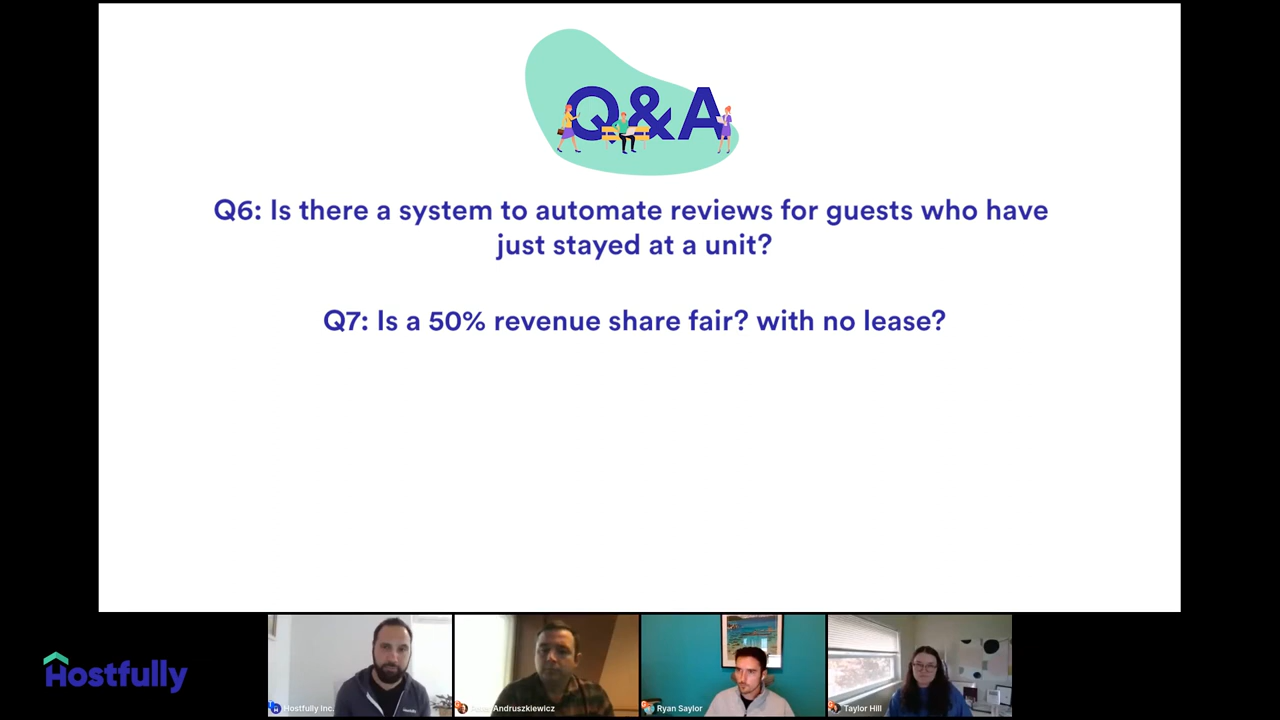 Q&A
Q6: Is there a system to automate reviews for guests who have
just stayed at a unit?
Q7: Is a 50% revenue share fair? with no lease?
Hostfully
Hostfully Inc.
Andruszkiewicz
Ryan Saylor
Taylor Hill